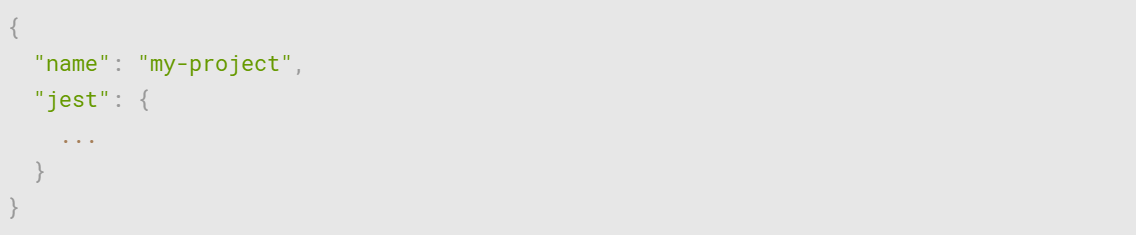 {
  "name": "my-project",
  "jest": {
    ...
  }
}